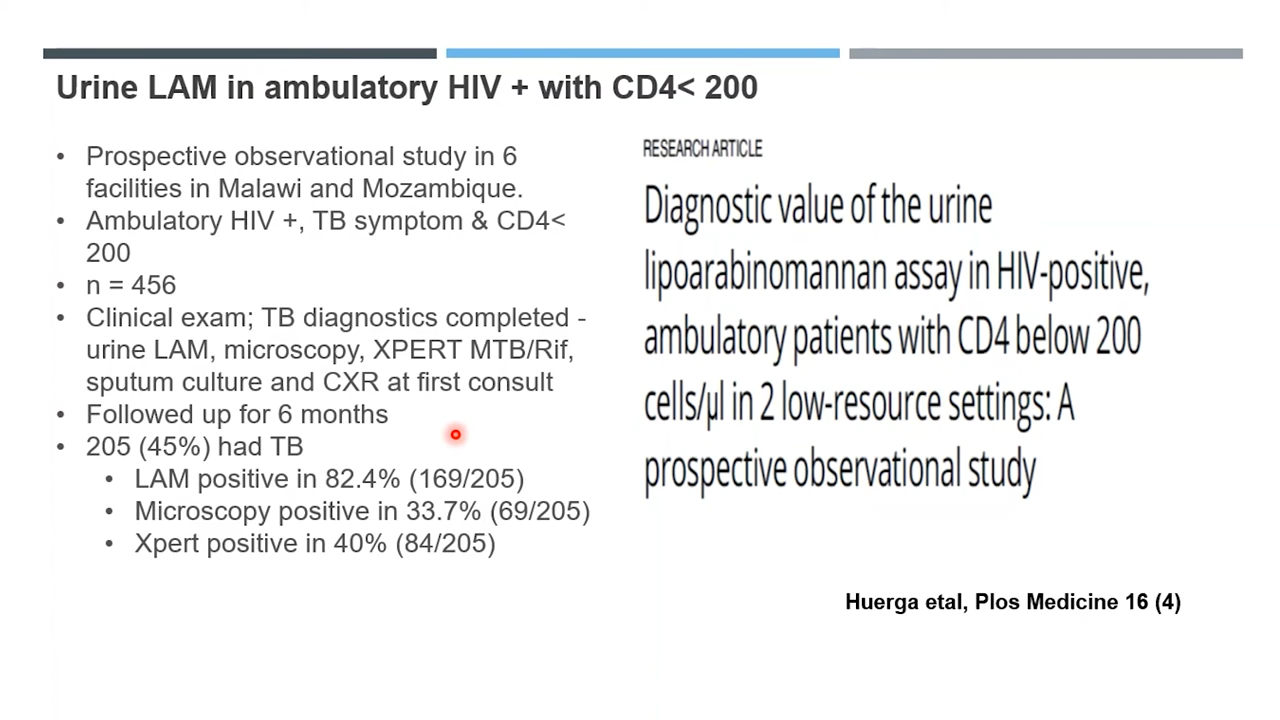 Urine LAM in ambulatory HIV + with CD4< 200
• Prospective observational study in 6
facilities in Malawi and Mozambique.
• Ambulatory HIV +, TB symptom & CD4<
200
• n = 456
• Clinical exam; TB diagnostics completed -
urine LAM, microscopy, XPERT MTB/Rif,
sputum culture and CXR at first consult
• Followed up for 6 months
• 205 (45%) had TB
• LAM positive in 82.4% (169/205)
• Microscopy positive in 33.7% (69/205)
• Xpert positive in 40% (84/205)
RESEARCH ARTICLE
Diagnostic value of the urine
lipoarabinomannan assay in HIV-positive,
ambulatory patients with CD4 below 200
cells/μl in 2 low-resource settings: A
prospective observational study
Huerga etal, Plos Medicine 16 (4)